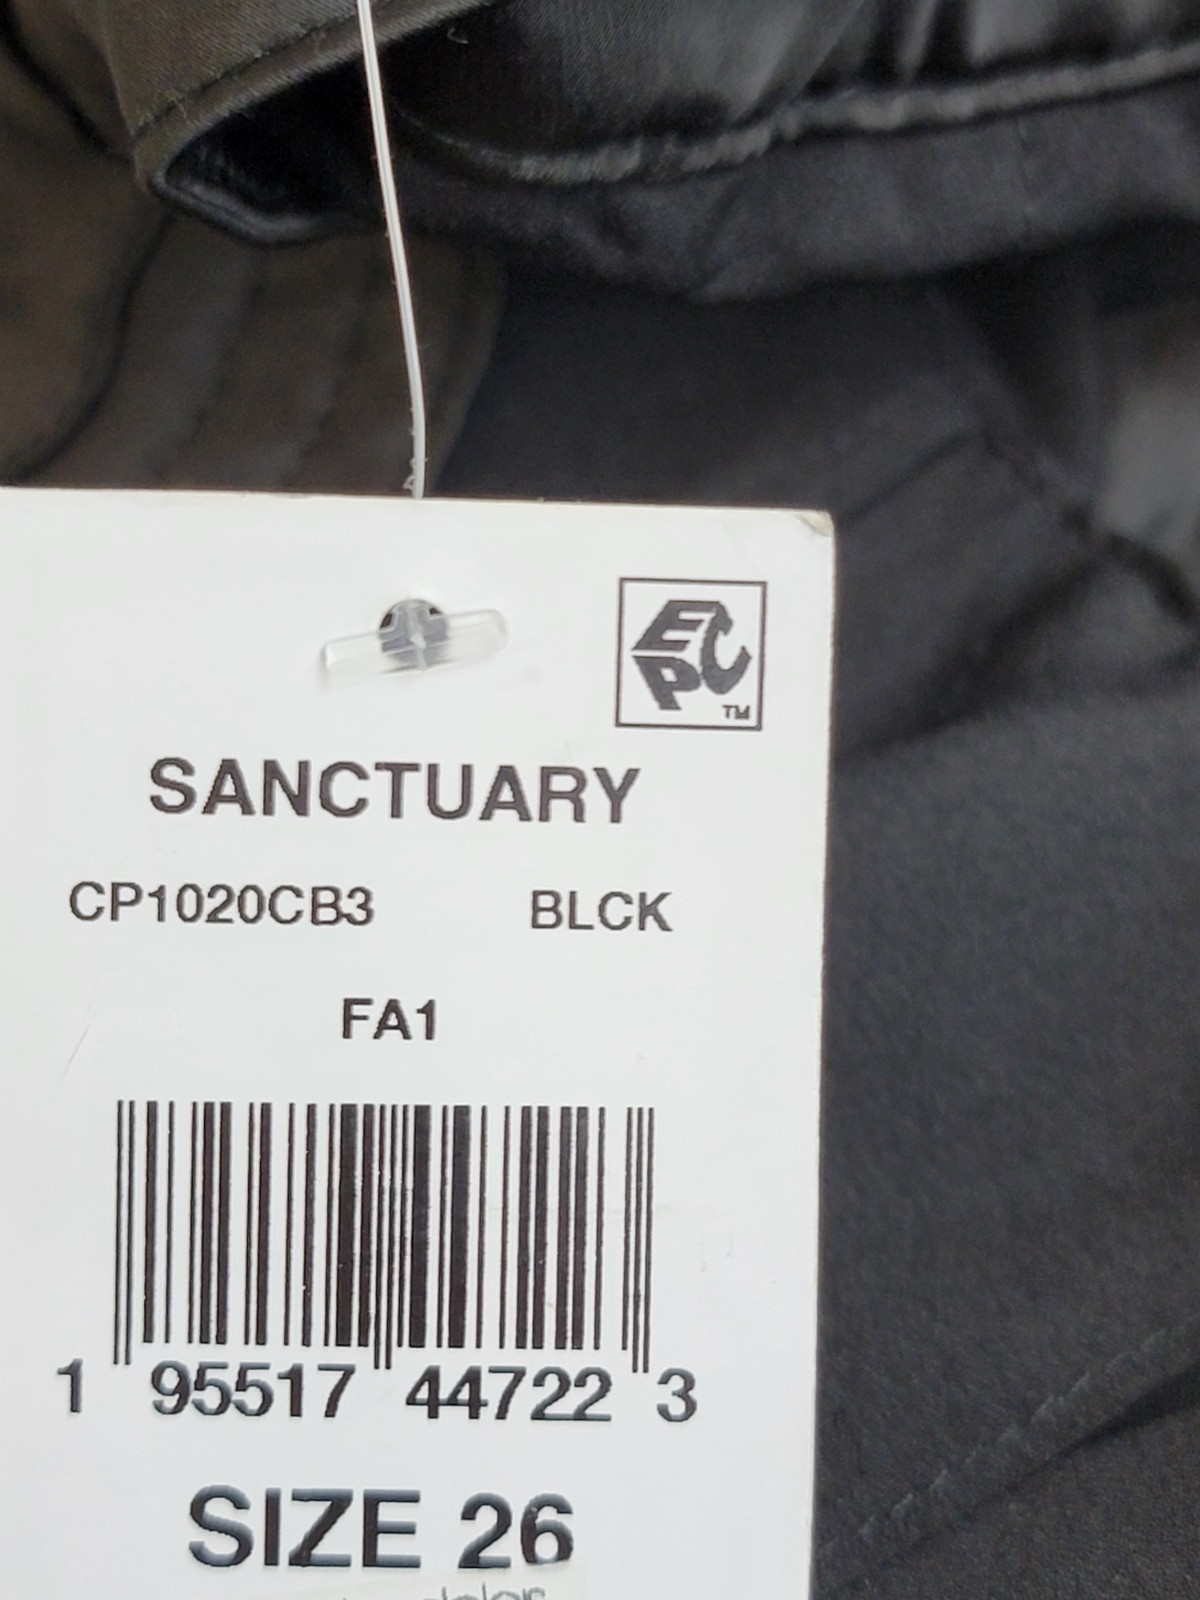 EPC
TM
SANCTUARY
CP1020CB3 BLCK
FA1
1 95517 44722 3
SIZE 26